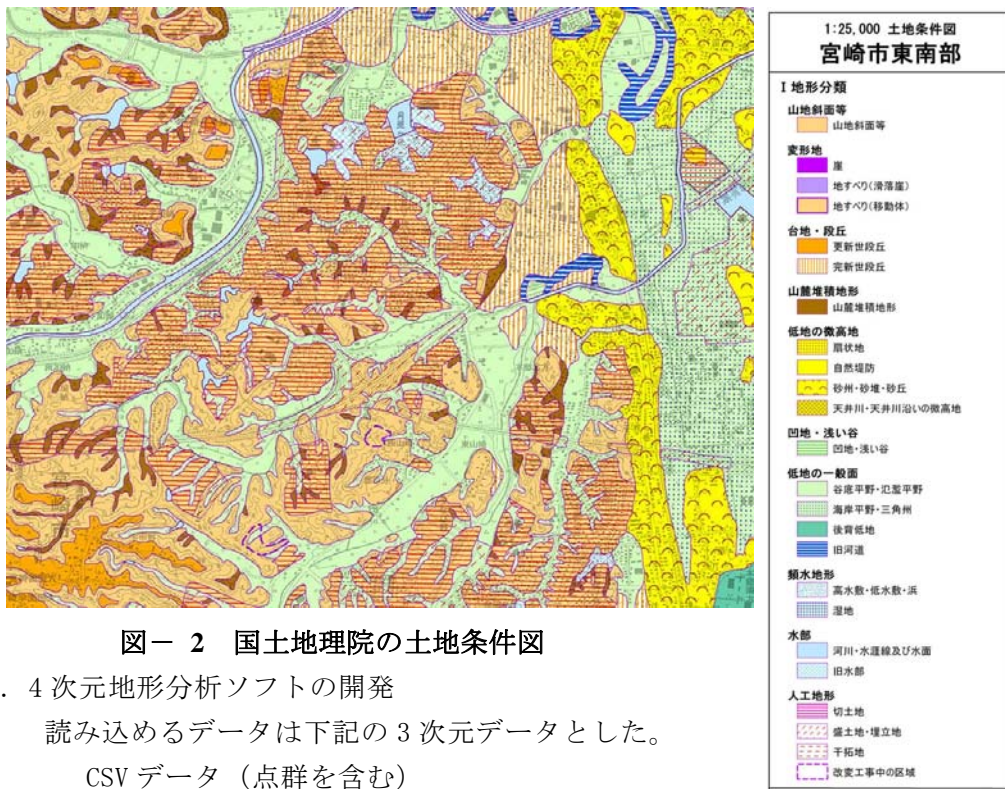 図－ 2　国土地理院の土地条件図
．4 次元地形分析ソフトの開発
読み込めるデータは下記の 3 次元データとした。
CSV データ（点群を含む）
1:25,000 土地条件図
宮崎市東南部
Ⅰ地形分類
山地斜面等
山地斜面等
変形地
崖
地すべり(滑落崖)
地すべり(移動体)
台地・段丘
更新世段丘
完新世段丘
山麓堆積地形
山麓堆積地形
低地の微高地
扇状地
自然堤防
砂州・砂堆・砂丘
天井川・天井川沿いの微高地
凹地・浅い谷
凹地・浅い谷
低地の一般面
谷底平野・氾濫平野
海岸平野・三角州
後背低地
旧河道
頻水地形
高水敷・低水敷・浜
湿地
水部
河川・水涯線及び水面
旧水部
人工地形
切土地
盛土地・埋立地
干拓地
改変工事中の区域